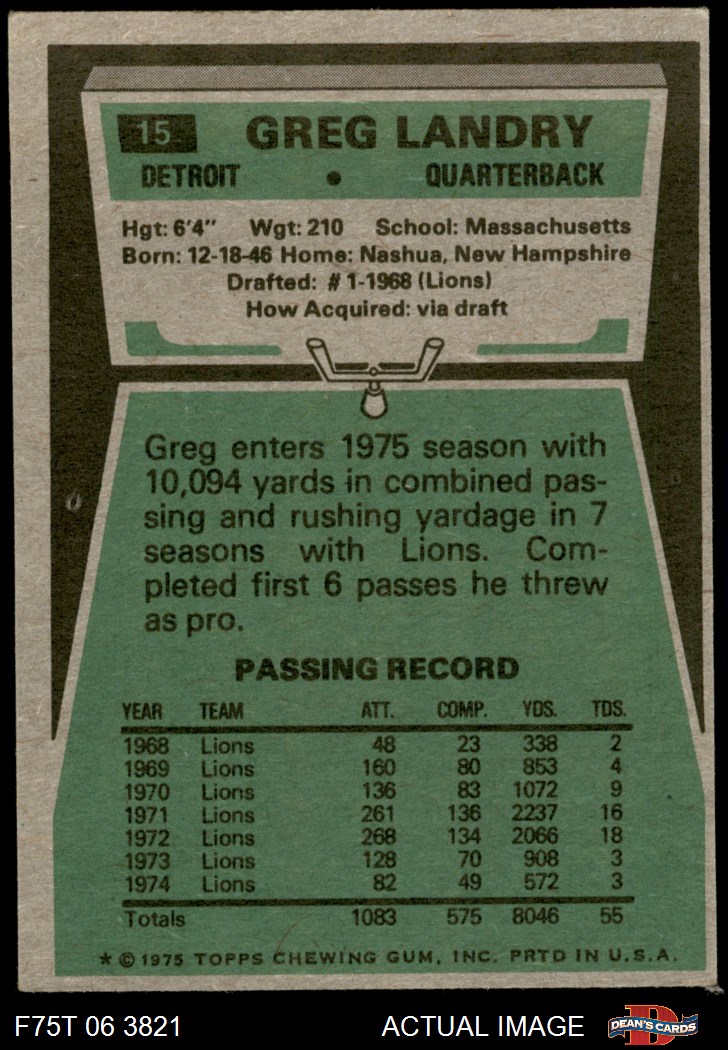 15 GREG LANDRY
DETROIT • QUARTERBACK
Hgt: 6'4" Wgt: 210 School: Massachusetts
Born: 12-18-46 Home: Nashua, New Hampshire
Drafted: #1-1968 (Lions)
How Acquired: via draft
Greg enters 1975 season with
10,094 yards in combined pas-
sing and rushing yardage in 7
seasons with Lions. Com-
pleted first 6 passes he threw
as pro.
PASSING RECORD
YEAR TEAM ATT. COMP. YDS. TDS.
1968 Lions 48 23 338 2
1969 Lions 160 80 853 4
1970 Lions 136 83 1072 9
1971 Lions 261 136 2237 16
1972 Lions 268 134 2066 18
1973 Lions 128 70 908 3
1974 Lions 82 49 572 3
Totals 1083 575 8046 55
* © 1975 TOPPS CHEWING GUM, INC. PRTD IN U.S.A.
F75T 06 3821 ACTUAL IMAGE DEAN'S CARDS